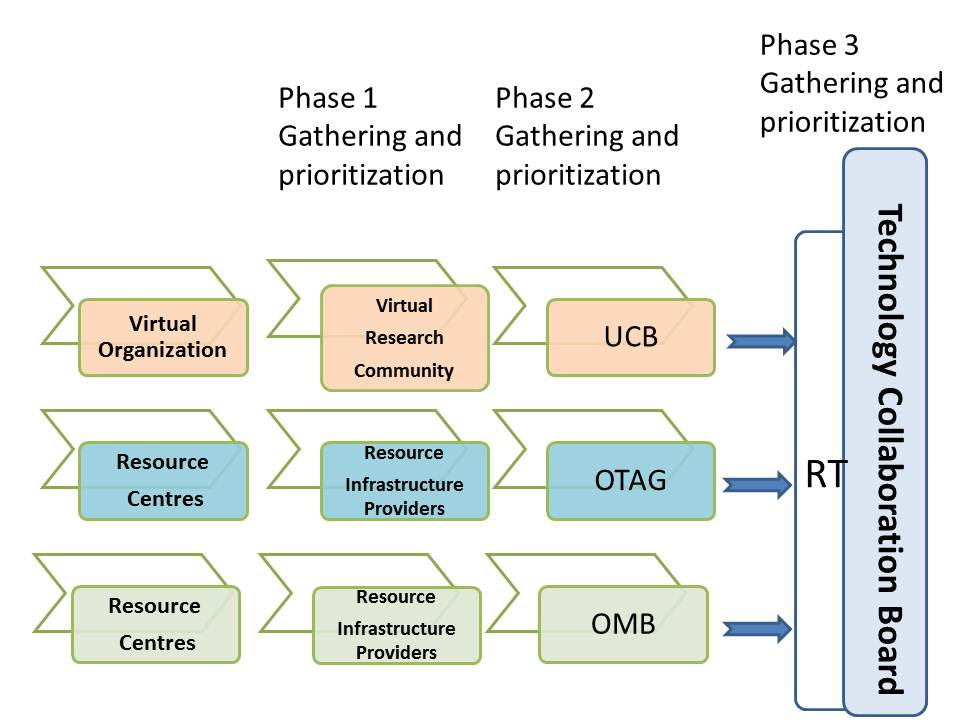 Phase 1
Gathering and
prioritization
Phase 2
Gathering and
prioritization
Phase 3
Gathering and
prioritization
Virtual
Organization
Virtual
Research
Community
UCB
Resource
Centres
Resource
Infrastructure
Providers
OTAG
Resource
Centres
Resource
Infrastructure
Providers
OMB
RT
Technology Collaboration Board